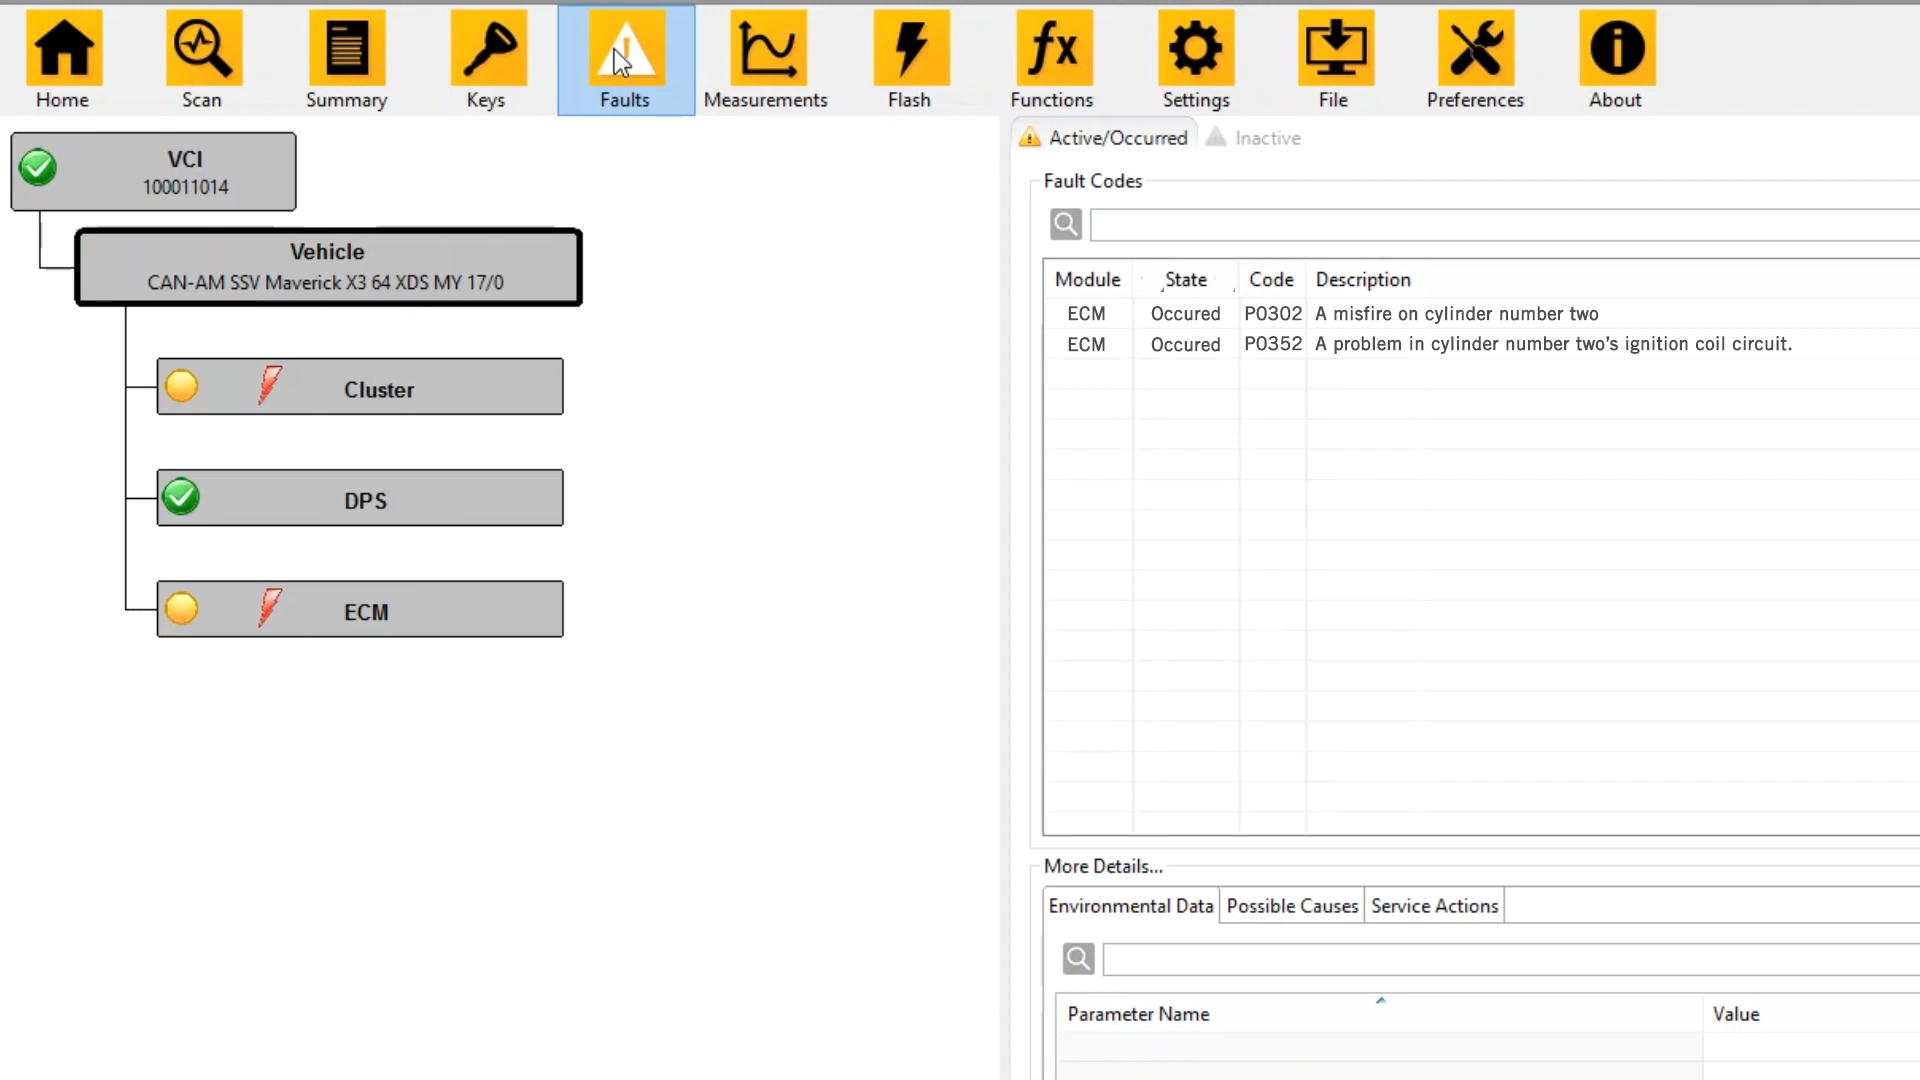 Home Scan Summary Keys Faults Measurements Flash Functions Settings File Preferences About
VCI
100011014
Vehicle
CAN-AM SSV Maverick X3 64 XDS MY 17/0
Cluster
DPS
ECM
Active/Occurred Inactive
Fault Codes
Module State Code Description
ECM Occured P0302 A misfire on cylinder number two
ECM Occured P0352 A problem in cylinder number two's ignition coil circuit.
More Details...
Environmental Data Possible Causes Service Actions
Parameter Name Value